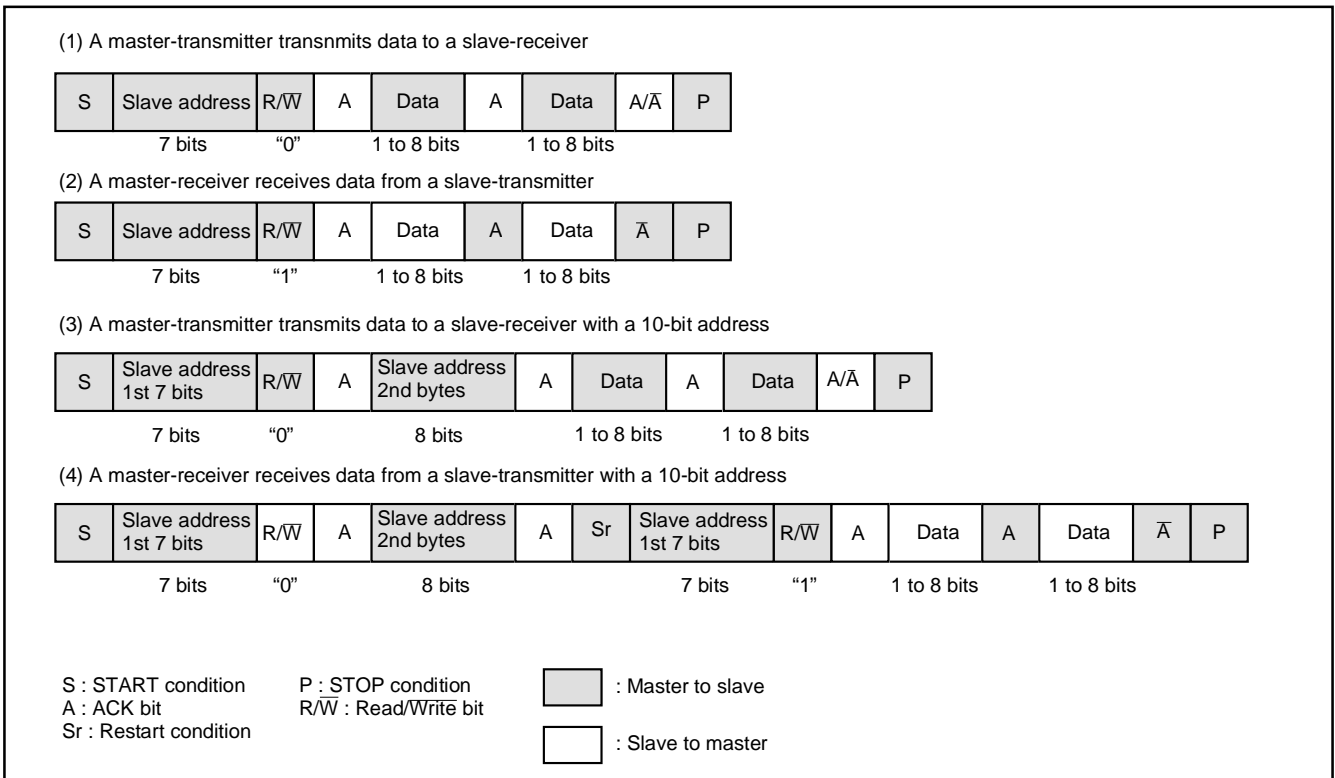 (1) A master-transmitter transnmits data to a slave-receiver
S Slave address R/W̅ A Data A Data A/A̅ P
7 bits “0” 1 to 8 bits 1 to 8 bits
(2) A master-receiver receives data from a slave-transmitter
S Slave address R/W̅ A Data A Data A̅ P
7 bits “1” 1 to 8 bits 1 to 8 bits
(3) A master-transmitter transmits data to a slave-receiver with a 10-bit address
S Slave address 1st 7 bits R/W̅ A Slave address 2nd bytes A Data A Data A/A̅ P
7 bits “0” 8 bits 1 to 8 bits 1 to 8 bits
(4) A master-receiver receives data from a slave-transmitter with a 10-bit address
S Slave address 1st 7 bits R/W̅ A Slave address 2nd bytes A Sr Slave address 1st 7 bits R/W̅ A Data A Data A̅ P
7 bits “0” 8 bits 7 bits “1” 1 to 8 bits 1 to 8 bits
S : START condition
A : ACK bit
Sr : Restart condition
P : STOP condition
R/W̅ : Read/W̅r̅i̅t̅e̅ bit
: Master to slave
: Slave to master